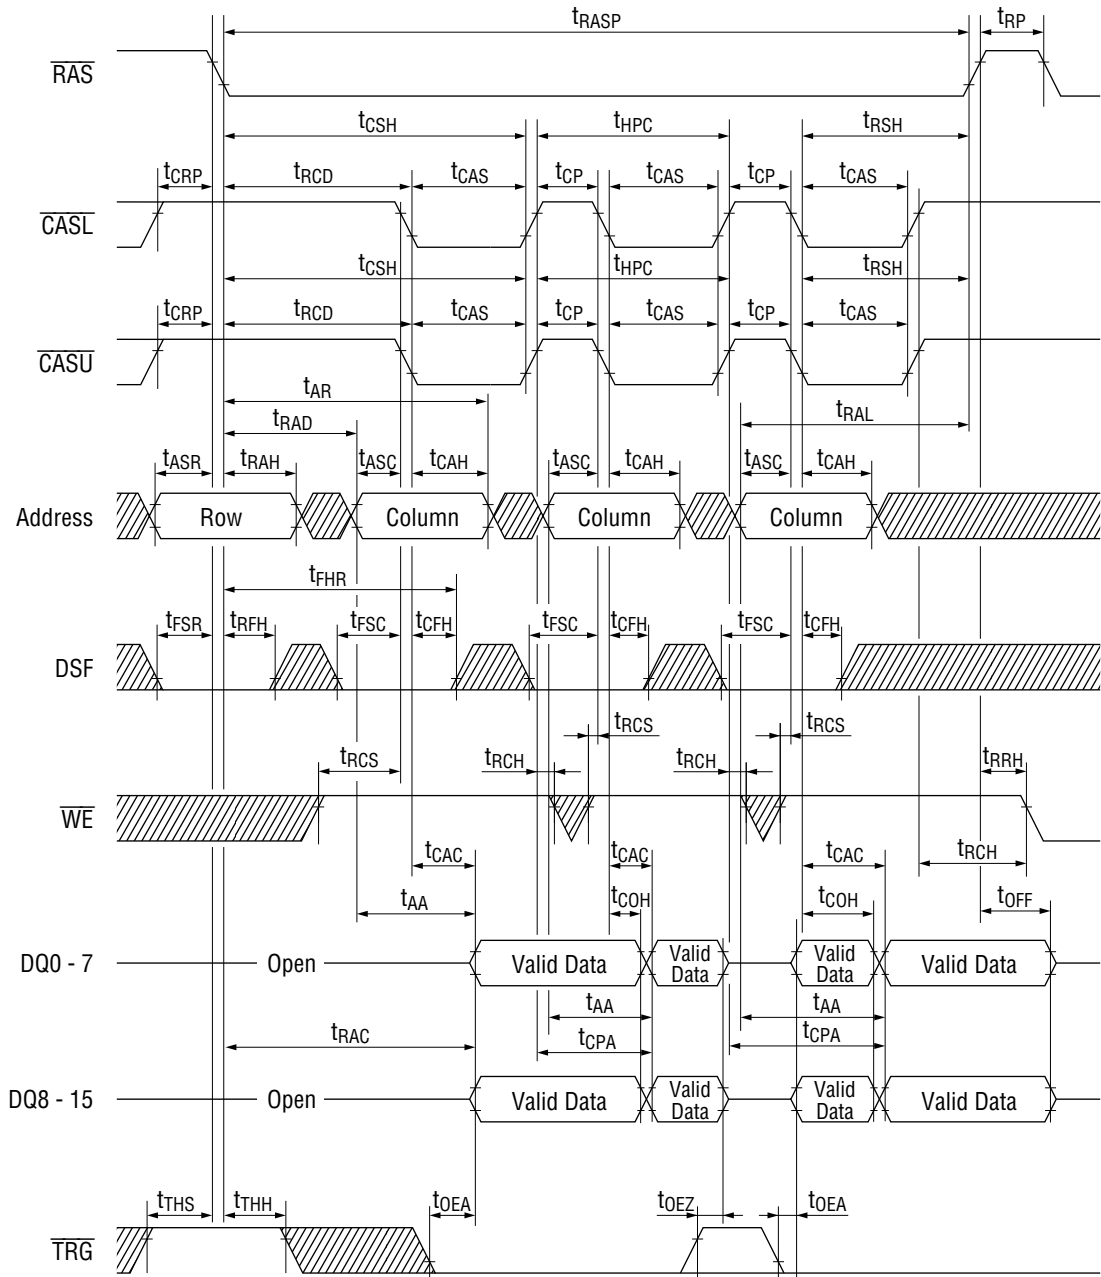 tRASP tRP
RAS
tCSH tHPC tRSH
tCRP tRCD tCAS tCP tCAS tCP tCAS
CASL
tCSH tHPC tRSH
tCRP tRCD tCAS tCP tCAS tCP tCAS
CASU
tAR
tRAD tRAL
tASR tRAH tASC tCAH tASC tCAH tASC tCAH
Address Row Column Column Column
tFHR
tFSR tRFH tFSC tCFH tFSC tCFH tFSC tCFH
DSF
tRCS tRCS
tRCS tRCH tRCH tRRH
WE
tCAC tCAC tCAC tRCH
tAA tCOH tCOH tOFF
DQ0 - 7 Open Valid Data Valid Data Valid Data Valid Data
tAA tAA
tRAC tCPA tCPA
DQ8 - 15 Open Valid Data Valid Data Valid Data Valid Data
tTHS tTHH tOEA tOEZ tOEA
TRG